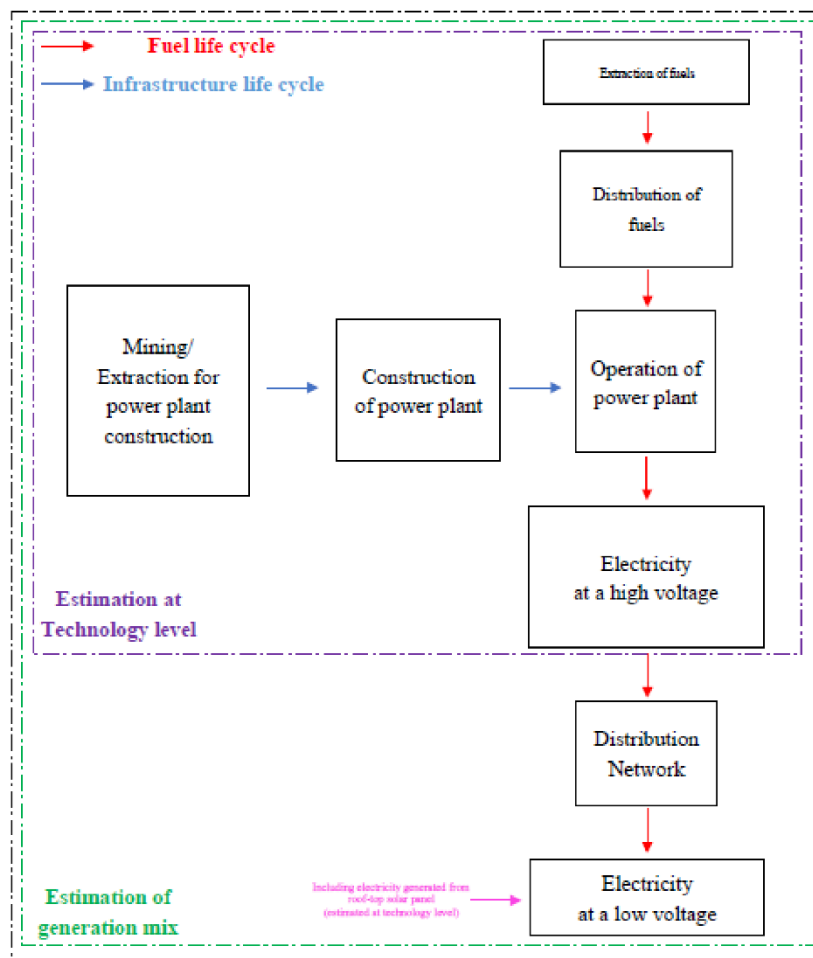 Fuel life cycle
Infrastructure life cycle
Extraction of fuels
Distribution of
fuels
Mining/
Extraction for
power plant
construction
Construction
of power plant
Operation of
power plant
Electricity
at a high voltage
Estimation at
Technology level
Distribution
Network
Including electricity generated from
roof-top solar panel
(estimated at technology level)
Electricity
at a low voltage
Estimation of
generation mix